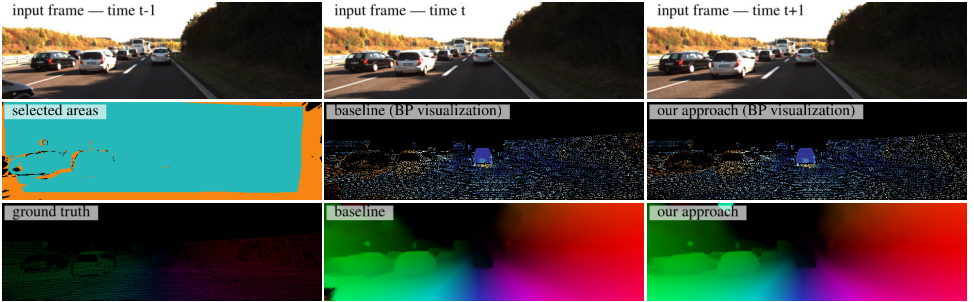 input frame — time t-1
input frame — time t
input frame — time t+1
selected areas
baseline (BP visualization)
our approach (BP visualization)
ground truth
baseline
our approach